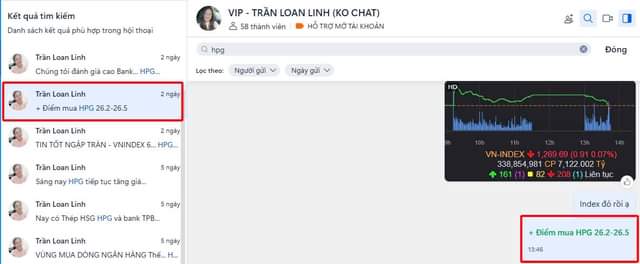 Kết quả tìm kiếm
Danh sách kết quả phù hợp trong hội thoại
Trần Loan Linh
2 ngày
Chúng tôi đánh giá cao Bank... HPG...
Trần Loan Linh
2 ngày
+ Điểm mua HPG 26.2-26.5
Trần Loan Linh
5 ngày
TIN TỐT NGẬP TRÀN - VNINDEX 6... HPG...
Trần Loan Linh
5 ngày
Sáng nay HPG tiếp tục tăng giá...
Trần Loan Linh
5 ngày
Nay có Thép HSG HPG và bank TPB...
Trần Loan Linh
5 ngày
VÙNG MUA DÒNG NGÂN HÀNG Thế... H...
VIP - TRẦN LOAN LINH (KO CHAT)
58 thành viên
HỖ TRỢ MỞ TÀI KHOẢN
hpg
Đóng
Lọc theo:
Người gửi
Ngày gửi
HD
9h 10h 11h 12h 13h 14h
VN-INDEX 1,269.69 (0.91 0.07%)
338,854,981 CP 7,122.002 Tỷ
161 (1) 82 208 (1) Liên tục
Index đỏ rồi ạ
+ Điểm mua HPG 26.2-26.5
13:46